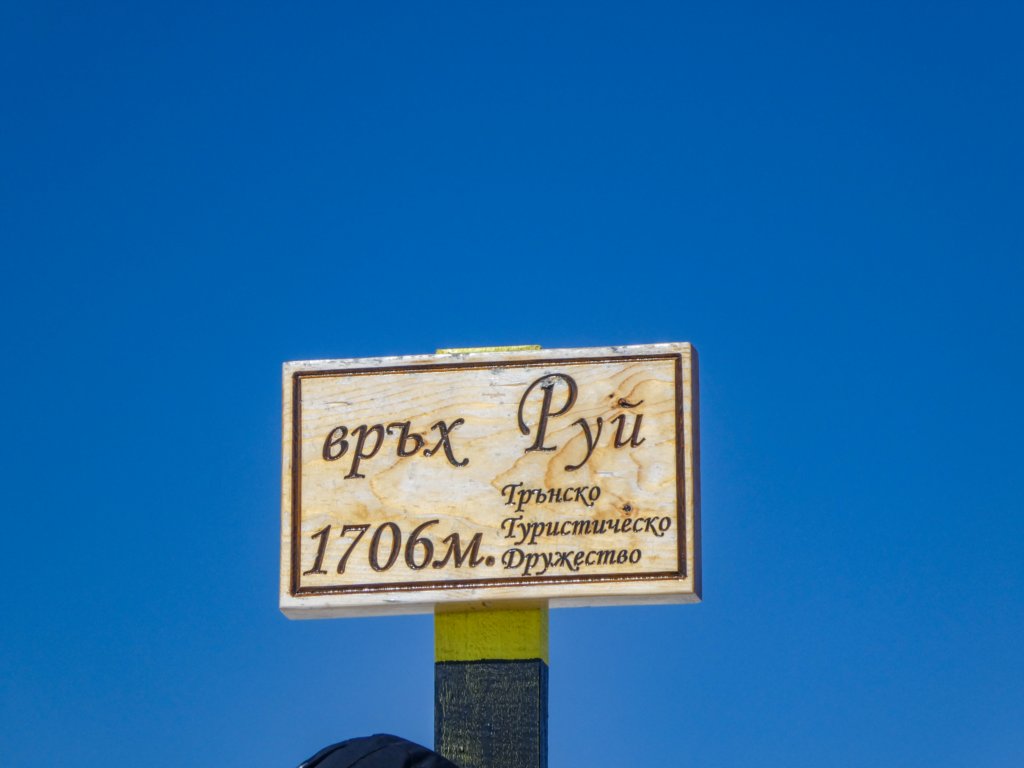 връх Руй
1706м.
Трънско
Туристическо
Дружество